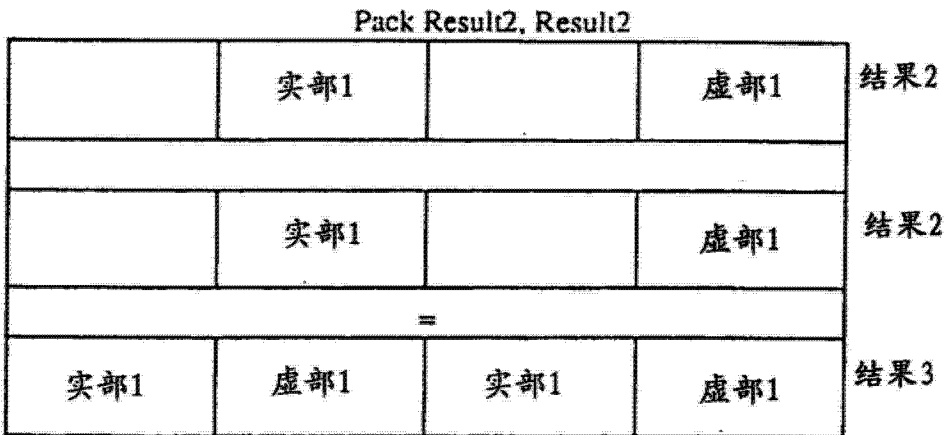 Pack Result2, Result2
实部1 虚部1 结果2
实部1 虚部1 结果2
=
实部1 虚部1 实部1 虚部1 结果3